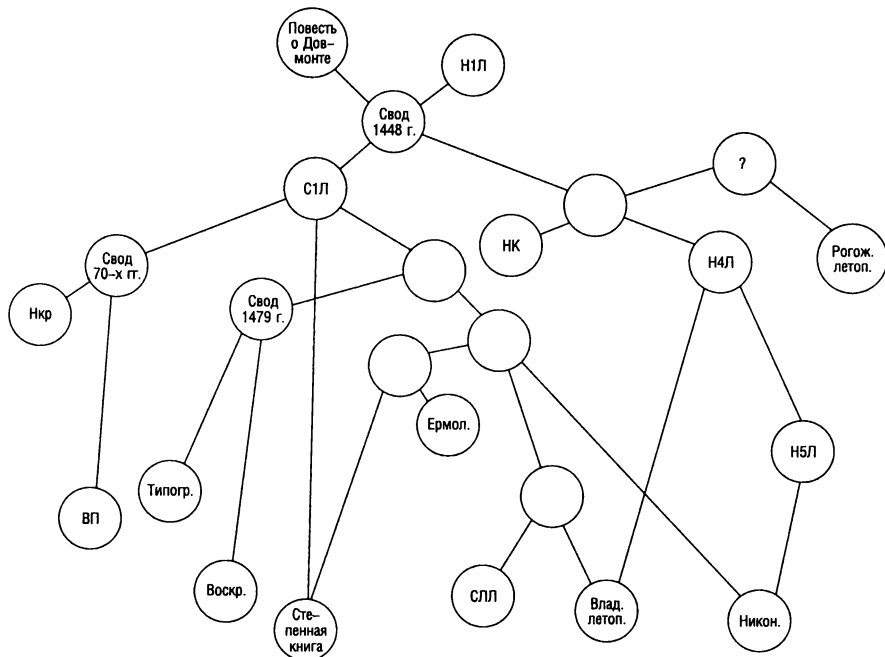 Повесть
о Дов-
монте
Н1Л
Свод
1448 г.
?
С1Л
НК
Н4Л
Рогож.
летоп.
Свод
70-х гг.
Нкр
Свод
1479 г.
Ермол.
Н5Л
Типогр.
ВП
Воскр.
СЛЛ
Влад.
летоп.
Никон.
Сте-
пенная
книга